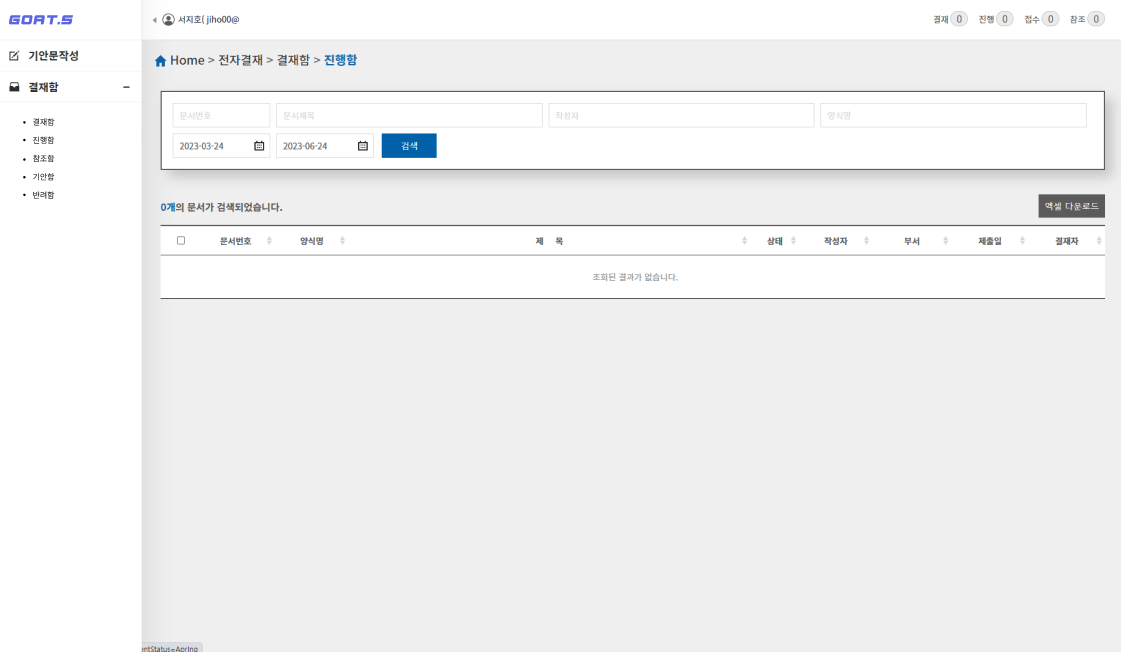 GOAT.S
서지호( jiho00@
결재 0 진행 0 접수 0 참조 0
기안문작성
결재함
결재함
진행함
참조함
기안함
반려함
Home > 전자결재 > 결재함 > 진행함
문서번호 문서제목 작성자 양식명
2023-03-24 2023-06-24 검색
0개의 문서가 검색되었습니다.
엑셀 다운로드
문서번호 양식명 제 목 상태 작성자 부서 제출일 결재자
조회된 결과가 없습니다.
entStatus=AprIng